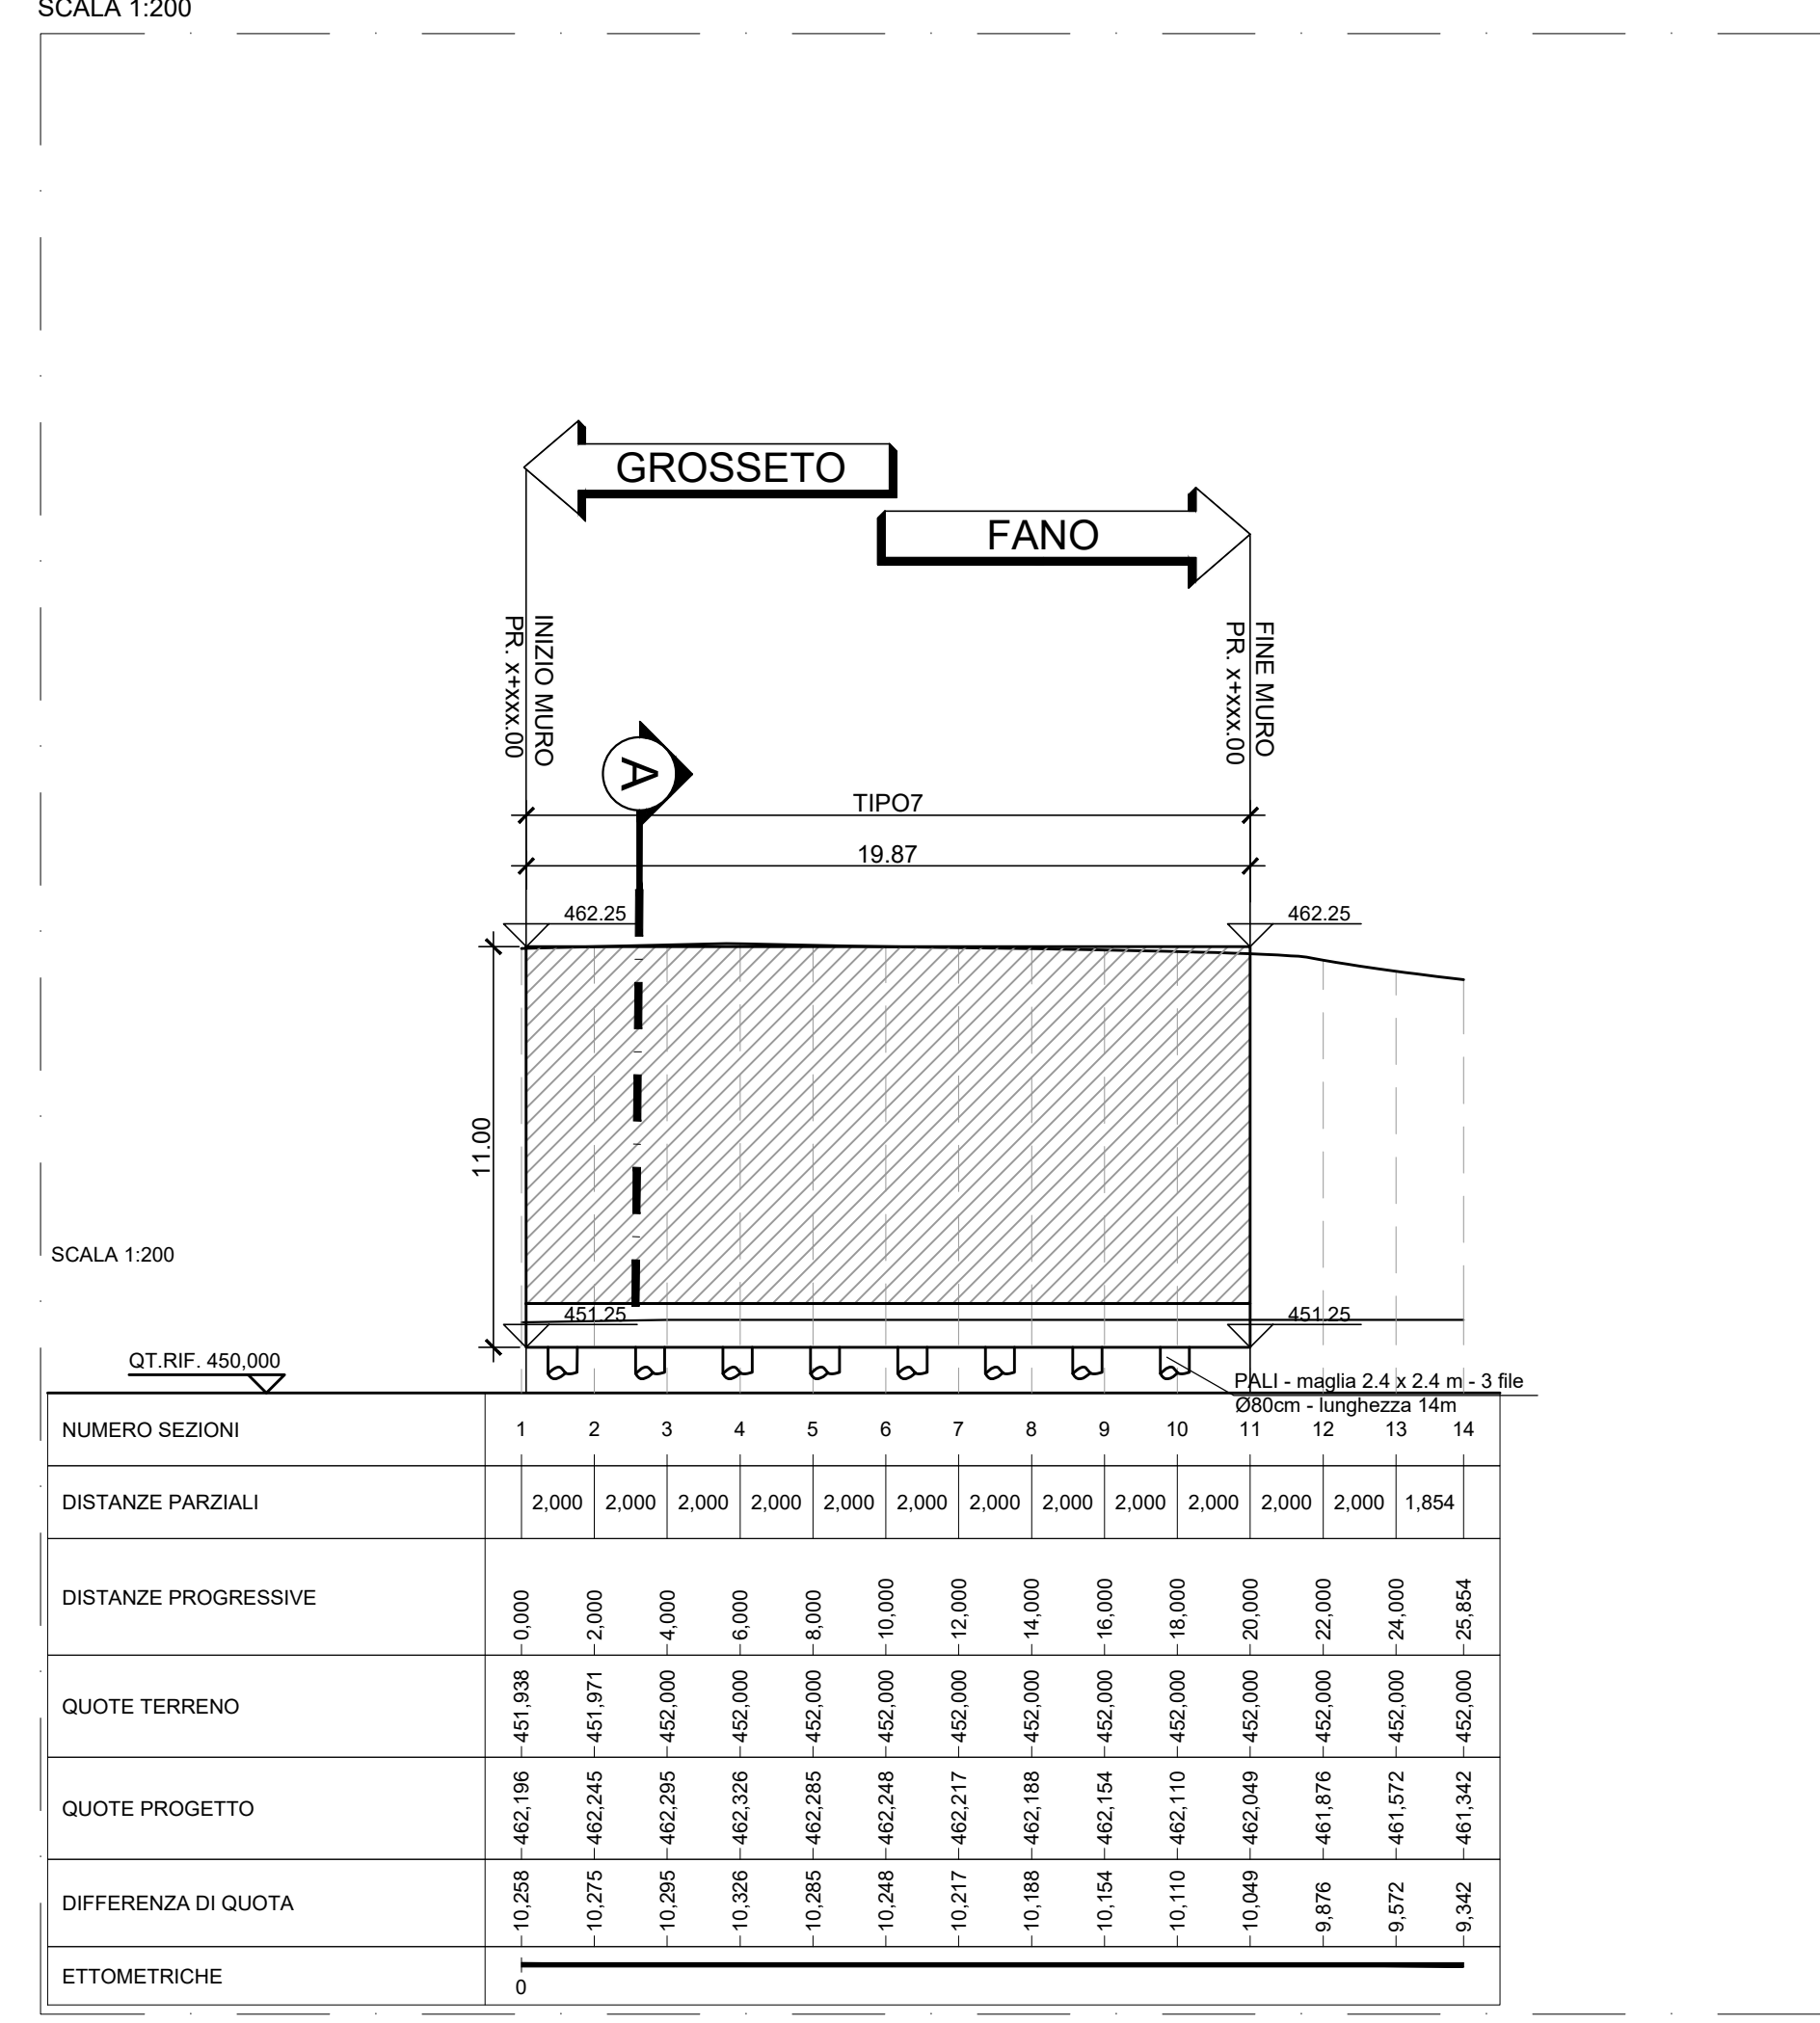 SCALA 1:200
GROSSETO
FANO
INIZIO MURO
PR. x+xxx.00
FINE MURO
PR. x+xxx.00
A
TIPO7
19.87
462.25
462.25
11.00
SCALA 1:200
451.25
451.25
QT.RIF. 450,000
PALI - maglia 2.4 x 2.4 m - 3 file
Ø80cm - lunghezza 14m
NUMERO SEZIONI 1 2 3 4 5 6 7 8 9 10 11 12 13 14
DISTANZE PARZIALI 2,000 2,000 2,000 2,000 2,000 2,000 2,000 2,000 2,000 2,000 2,000 2,000 1,854
DISTANZE PROGRESSIVE 0,000 2,000 4,000 6,000 8,000 10,000 12,000 14,000 16,000 18,000 20,000 22,000 24,000 25,854
QUOTE TERRENO 451,938 451,971 452,000 452,000 452,000 452,000 452,000 452,000 452,000 452,000 452,000 452,000 452,000 452,000
QUOTE PROGETTO 462,196 462,245 462,295 462,326 462,285 462,248 462,217 462,188 462,154 462,110 462,049 461,876 461,572 461,342
DIFFERENZA DI QUOTA 10,258 10,275 10,295 10,326 10,285 10,248 10,217 10,188 10,154 10,110 10,049 9,876 9,572 9,342
ETTOMETRICHE 0